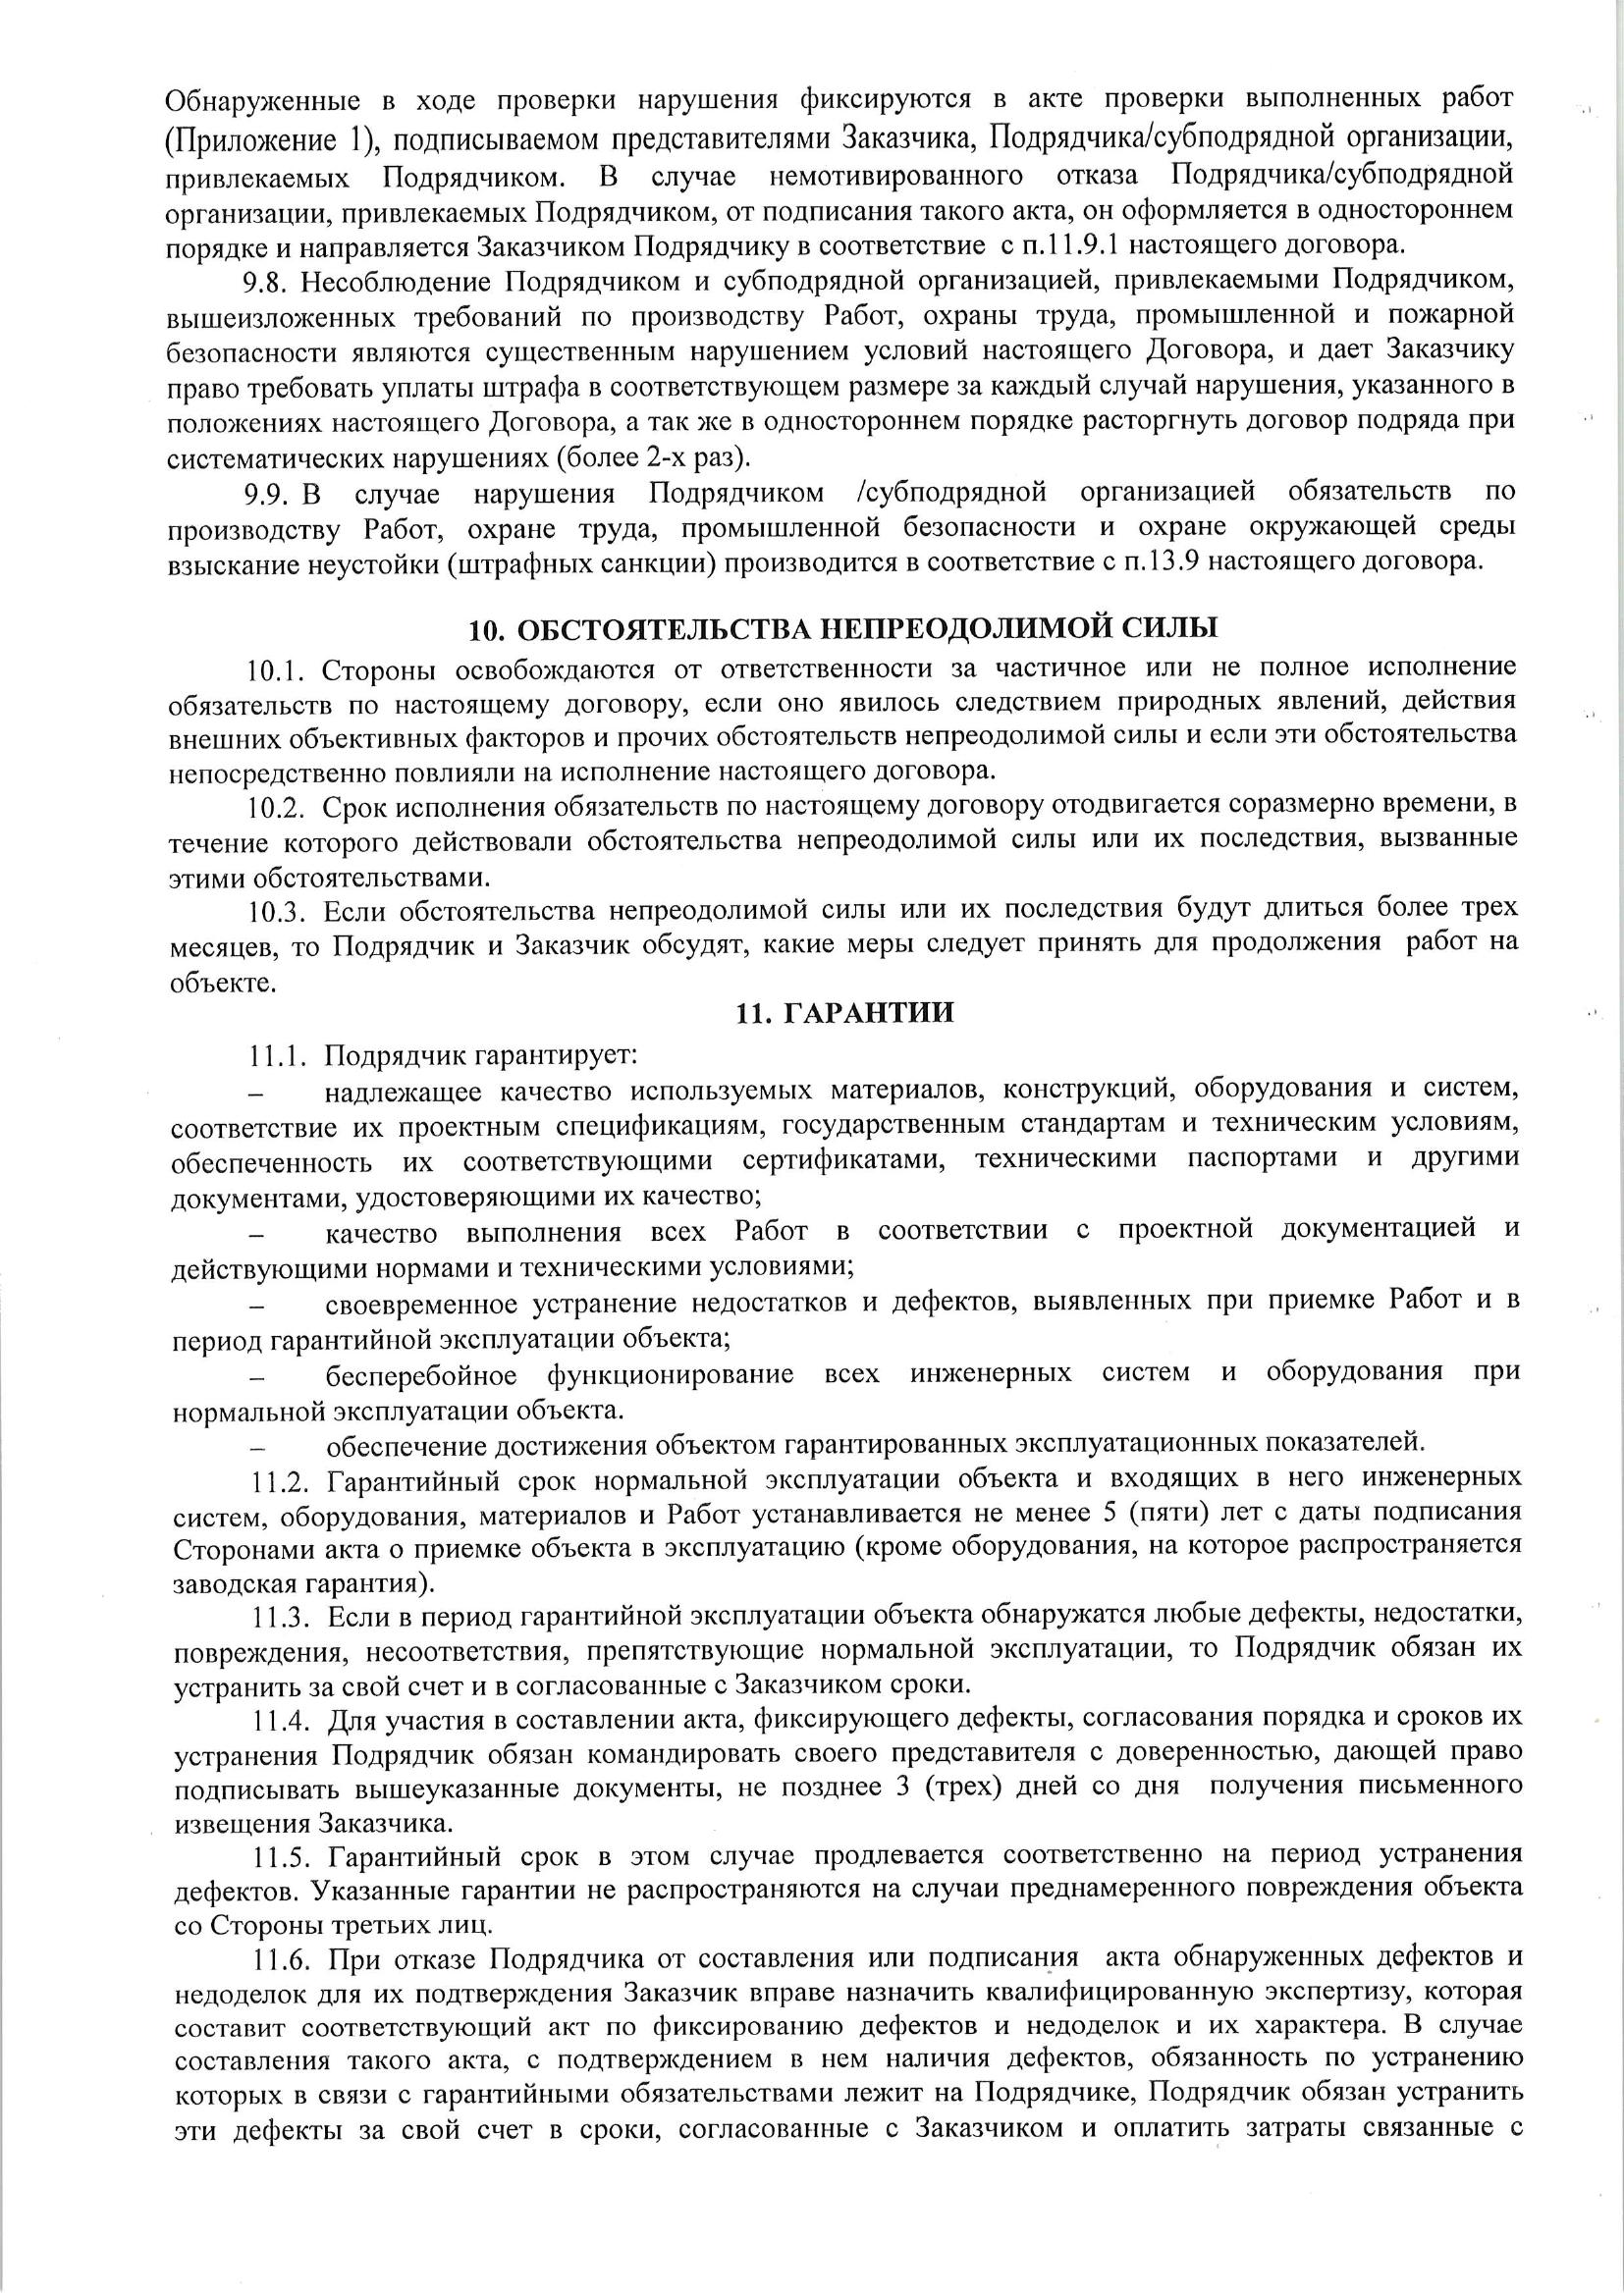 Обнаруженные в ходе проверки нарушения фиксируются в акте проверки выполненных работ
(Приложение 1), подписываемом представителями Заказчика, Подрядчика/субподрядной организации,
привлекаемых Подрядчиком. В случае немотивированного отказа Подрядчика/субподрядной
организации, привлекаемых Подрядчиком, от подписания такого акта, он оформляется в одностороннем
порядке и направляется Заказчиком Подрядчику в соответствие с п.11.9.1 настоящего договора.
9.8. Несоблюдение Подрядчиком и субподрядной организацией, привлекаемыми Подрядчиком,
вышеизложенных требований по производству Работ, охраны труда, промышленной и пожарной
безопасности являются существенным нарушением условий настоящего Договора, и дает Заказчику
право требовать уплаты штрафа в соответствующем размере за каждый случай нарушения, указанного в
положениях настоящего Договора, а так же в одностороннем порядке расторгнуть договор подряда при
систематических нарушениях (более 2-х раз).
9.9. В случае нарушения Подрядчиком /субподрядной организацией обязательств по
производству Работ, охране труда, промышленной безопасности и охране окружающей среды
взыскание неустойки (штрафных санкции) производится в соответствие с п.13.9 настоящего договора.
10. ОБСТОЯТЕЛЬСТВА НЕПРЕОДОЛИМОЙ СИЛЫ
10.1. Стороны освобождаются от ответственности за частичное или не полное исполнение
обязательств по настоящему договору, если оно явилось следствием природных явлений, действия
внешних объективных факторов и прочих обстоятельств непреодолимой силы и если эти обстоятельства
непосредственно повлияли на исполнение настоящего договора.
10.2. Срок исполнения обязательств по настоящему договору отодвигается соразмерно времени, в
течение которого действовали обстоятельства непреодолимой силы или их последствия, вызванные
этими обстоятельствами.
10.3. Если обстоятельства непреодолимой силы или их последствия будут длиться более трех
месяцев, то Подрядчик и Заказчик обсудят, какие меры следует принять для продолжения работ на
объекте.
11. ГАРАНТИИ
11.1. Подрядчик гарантирует:
– надлежащее качество используемых материалов, конструкций, оборудования и систем,
соответствие их проектным спецификациям, государственным стандартам и техническим условиям,
обеспеченность их соответствующими сертификатами, техническими паспортами и другими
документами, удостоверяющими их качество;
– качество выполнения всех Работ в соответствии с проектной документацией и
действующими нормами и техническими условиями;
– своевременное устранение недостатков и дефектов, выявленных при приемке Работ и в
период гарантийной эксплуатации объекта;
– бесперебойное функционирование всех инженерных систем и оборудования при
нормальной эксплуатации объекта.
– обеспечение достижения объектом гарантированных эксплуатационных показателей.
11.2. Гарантийный срок нормальной эксплуатации объекта и входящих в него инженерных
систем, оборудования, материалов и Работ устанавливается не менее 5 (пяти) лет с даты подписания
Сторонами акта о приемке объекта в эксплуатацию (кроме оборудования, на которое распространяется
заводская гарантия).
11.3. Если в период гарантийной эксплуатации объекта обнаружатся любые дефекты, недостатки,
повреждения, несоответствия, препятствующие нормальной эксплуатации, то Подрядчик обязан их
устранить за свой счет и в согласованные с Заказчиком сроки.
11.4. Для участия в составлении акта, фиксирующего дефекты, согласования порядка и сроков их
устранения Подрядчик обязан командировать своего представителя с доверенностью, дающей право
подписывать вышеуказанные документы, не позднее 3 (трех) дней со дня получения письменного
извещения Заказчика.
11.5. Гарантийный срок в этом случае продлевается соответственно на период устранения
дефектов. Указанные гарантии не распространяются на случаи преднамеренного повреждения объекта
со Стороны третьих лиц.
11.6. При отказе Подрядчика от составления или подписания акта обнаруженных дефектов и
недоделок для их подтверждения Заказчик вправе назначить квалифицированную экспертизу, которая
составит соответствующий акт по фиксированию дефектов и недоделок и их характера. В случае
составления такого акта, с подтверждением в нем наличия дефектов, обязанность по устранению
которых в связи с гарантийными обязательствами лежит на Подрядчике, Подрядчик обязан устранить
эти дефекты за свой счет в сроки, согласованные с Заказчиком и оплатить затраты связанные с